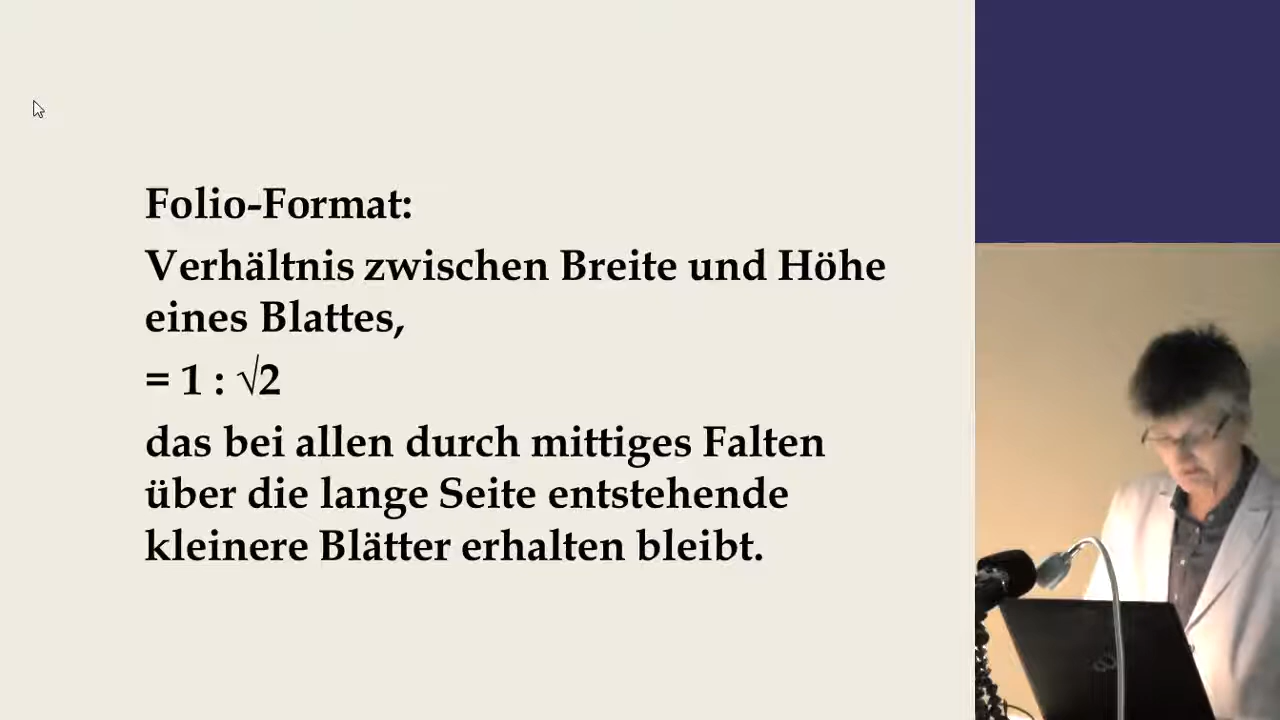 Folio-Format:
Verhältnis zwischen Breite und Höhe
eines Blattes,
= 1 : √2
das bei allen durch mittiges Falten
über die lange Seite entstehende
kleinere Blätter erhalten bleibt.